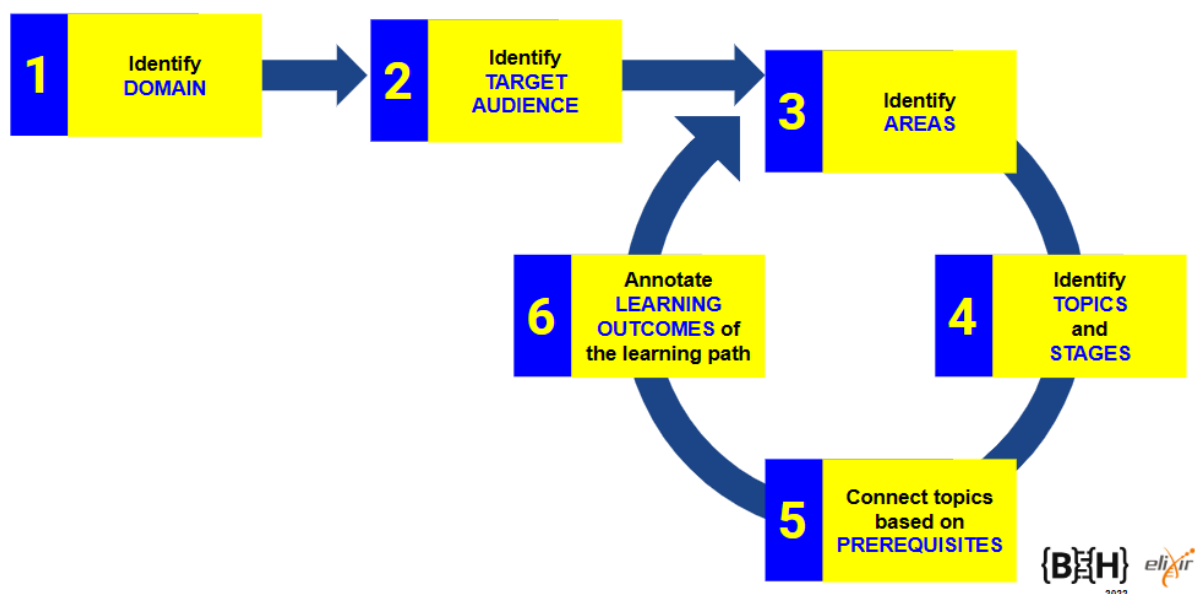 1
Identify
DOMAIN
2
Identify
TARGET
AUDIENCE
3
Identify
AREAS
4
Identify
TOPICS
and
STAGES
5
Connect topics
based on
PREREQUISITES
6
Annotate
LEARNING
OUTCOMES of
the learning path
{B H}
2022
elixir